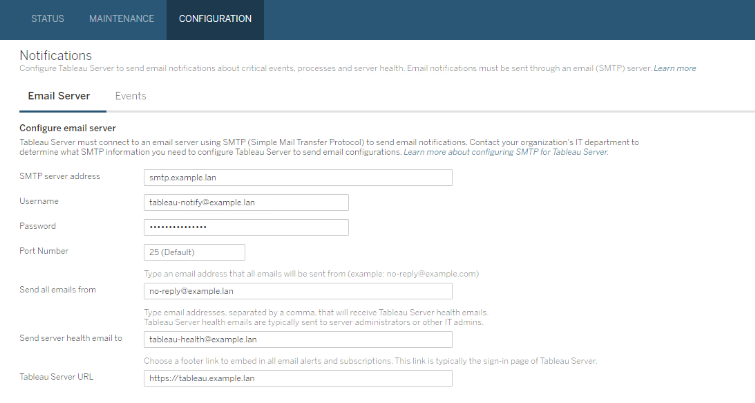 STATUS MAINTENANCE CONFIGURATION
Notifications
Configure Tableau Server to send email notifications about critical events, processes and server health. Email notifications must be sent through an email (SMTP) server. Learn more
Email Server Events
Configure email server
Tableau Server must connect to an email server using SMTP (Simple Mail Transfer Protocol) to send email notifications. Contact your organization's IT department to
determine what SMTP information you need to configure Tableau Server to send email configurations. Learn more about configuring SMTP for Tableau Server.
SMTP server address smtp.example.lan
Username tableau-notify@example.lan
Password •••••••••••••••
Port Number 25 (Default)
Type an email address that all emails will be sent from (example: no-reply@example.com)
Send all emails from no-reply@example.lan
Type email addresses, separated by a comma, that will receive Tableau Server health emails.
Tableau Server health emails are typically sent to server administrators or other IT admins.
Send server health email to tableau-health@example.lan
Choose a footer link to embed in all email alerts and subscriptions. This link is typically the sign-in page of Tableau Server.
Tableau Server URL https://tableau.example.lan